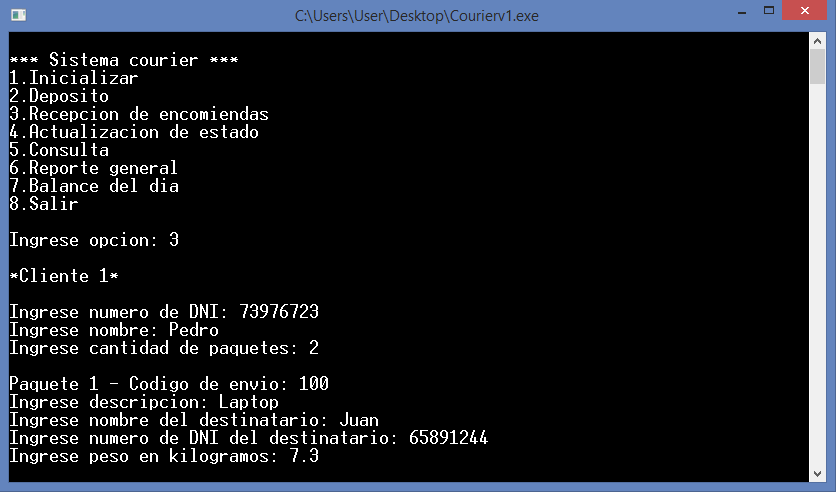 C:\Users\User\Desktop\Courierv1.exe
*** Sistema courier ***
1.Inicializar
2.Deposito
3.Recepcion de encomiendas
4.Actualizacion de estado
5.Consulta
6.Reporte general
7.Balance del dia
8.Salir
Ingrese opcion: 3
*Cliente 1*
Ingrese numero de DNI: 73976723
Ingrese nombre: Pedro
Ingrese cantidad de paquetes: 2
Paquete 1 - Codigo de envio: 100
Ingrese descripcion: Laptop
Ingrese nombre del destinatario: Juan
Ingrese numero de DNI del destinatario: 65891244
Ingrese peso en kilogramos: 7.3